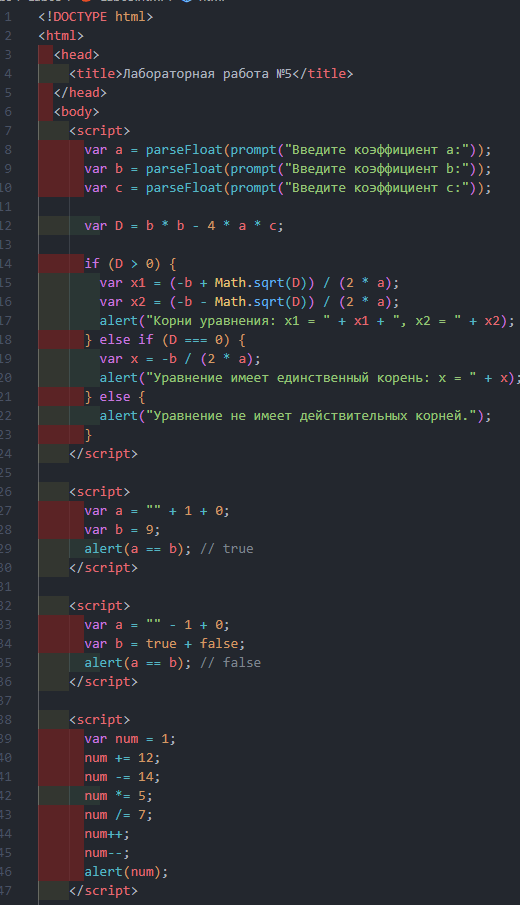 1 <!DOCTYPE html>
2 <html>
3 <head>
4 <title>Лабораторная работа №5</title>
5 </head>
6 <body>
7 <script>
8 var a = parseFloat(prompt("Введите коэффициент a:"));
9 var b = parseFloat(prompt("Введите коэффициент b:"));
10 var c = parseFloat(prompt("Введите коэффициент c:"));
11
12 var D = b * b - 4 * a * c;
13
14 if (D > 0) {
15 var x1 = (-b + Math.sqrt(D)) / (2 * a);
16 var x2 = (-b - Math.sqrt(D)) / (2 * a);
17 alert("Корни уравнения: x1 = " + x1 + ", x2 = " + x2);
18 } else if (D === 0) {
19 var x = -b / (2 * a);
20 alert("Уравнение имеет единственный корень: x = " + x);
21 } else {
22 alert("Уравнение не имеет действительных корней.");
23 }
24 </script>
25
26 <script>
27 var a = "" + 1 + 0;
28 var b = 9;
29 alert(a == b); // true
30 </script>
31
32 <script>
33 var a = "" - 1 + 0;
34 var b = true + false;
35 alert(a == b); // false
36 </script>
37
38 <script>
39 var num = 1;
40 num += 12;
41 num -= 14;
42 num *= 5;
43 num /= 7;
44 num++;
45 num--;
46 alert(num);
47 </script>